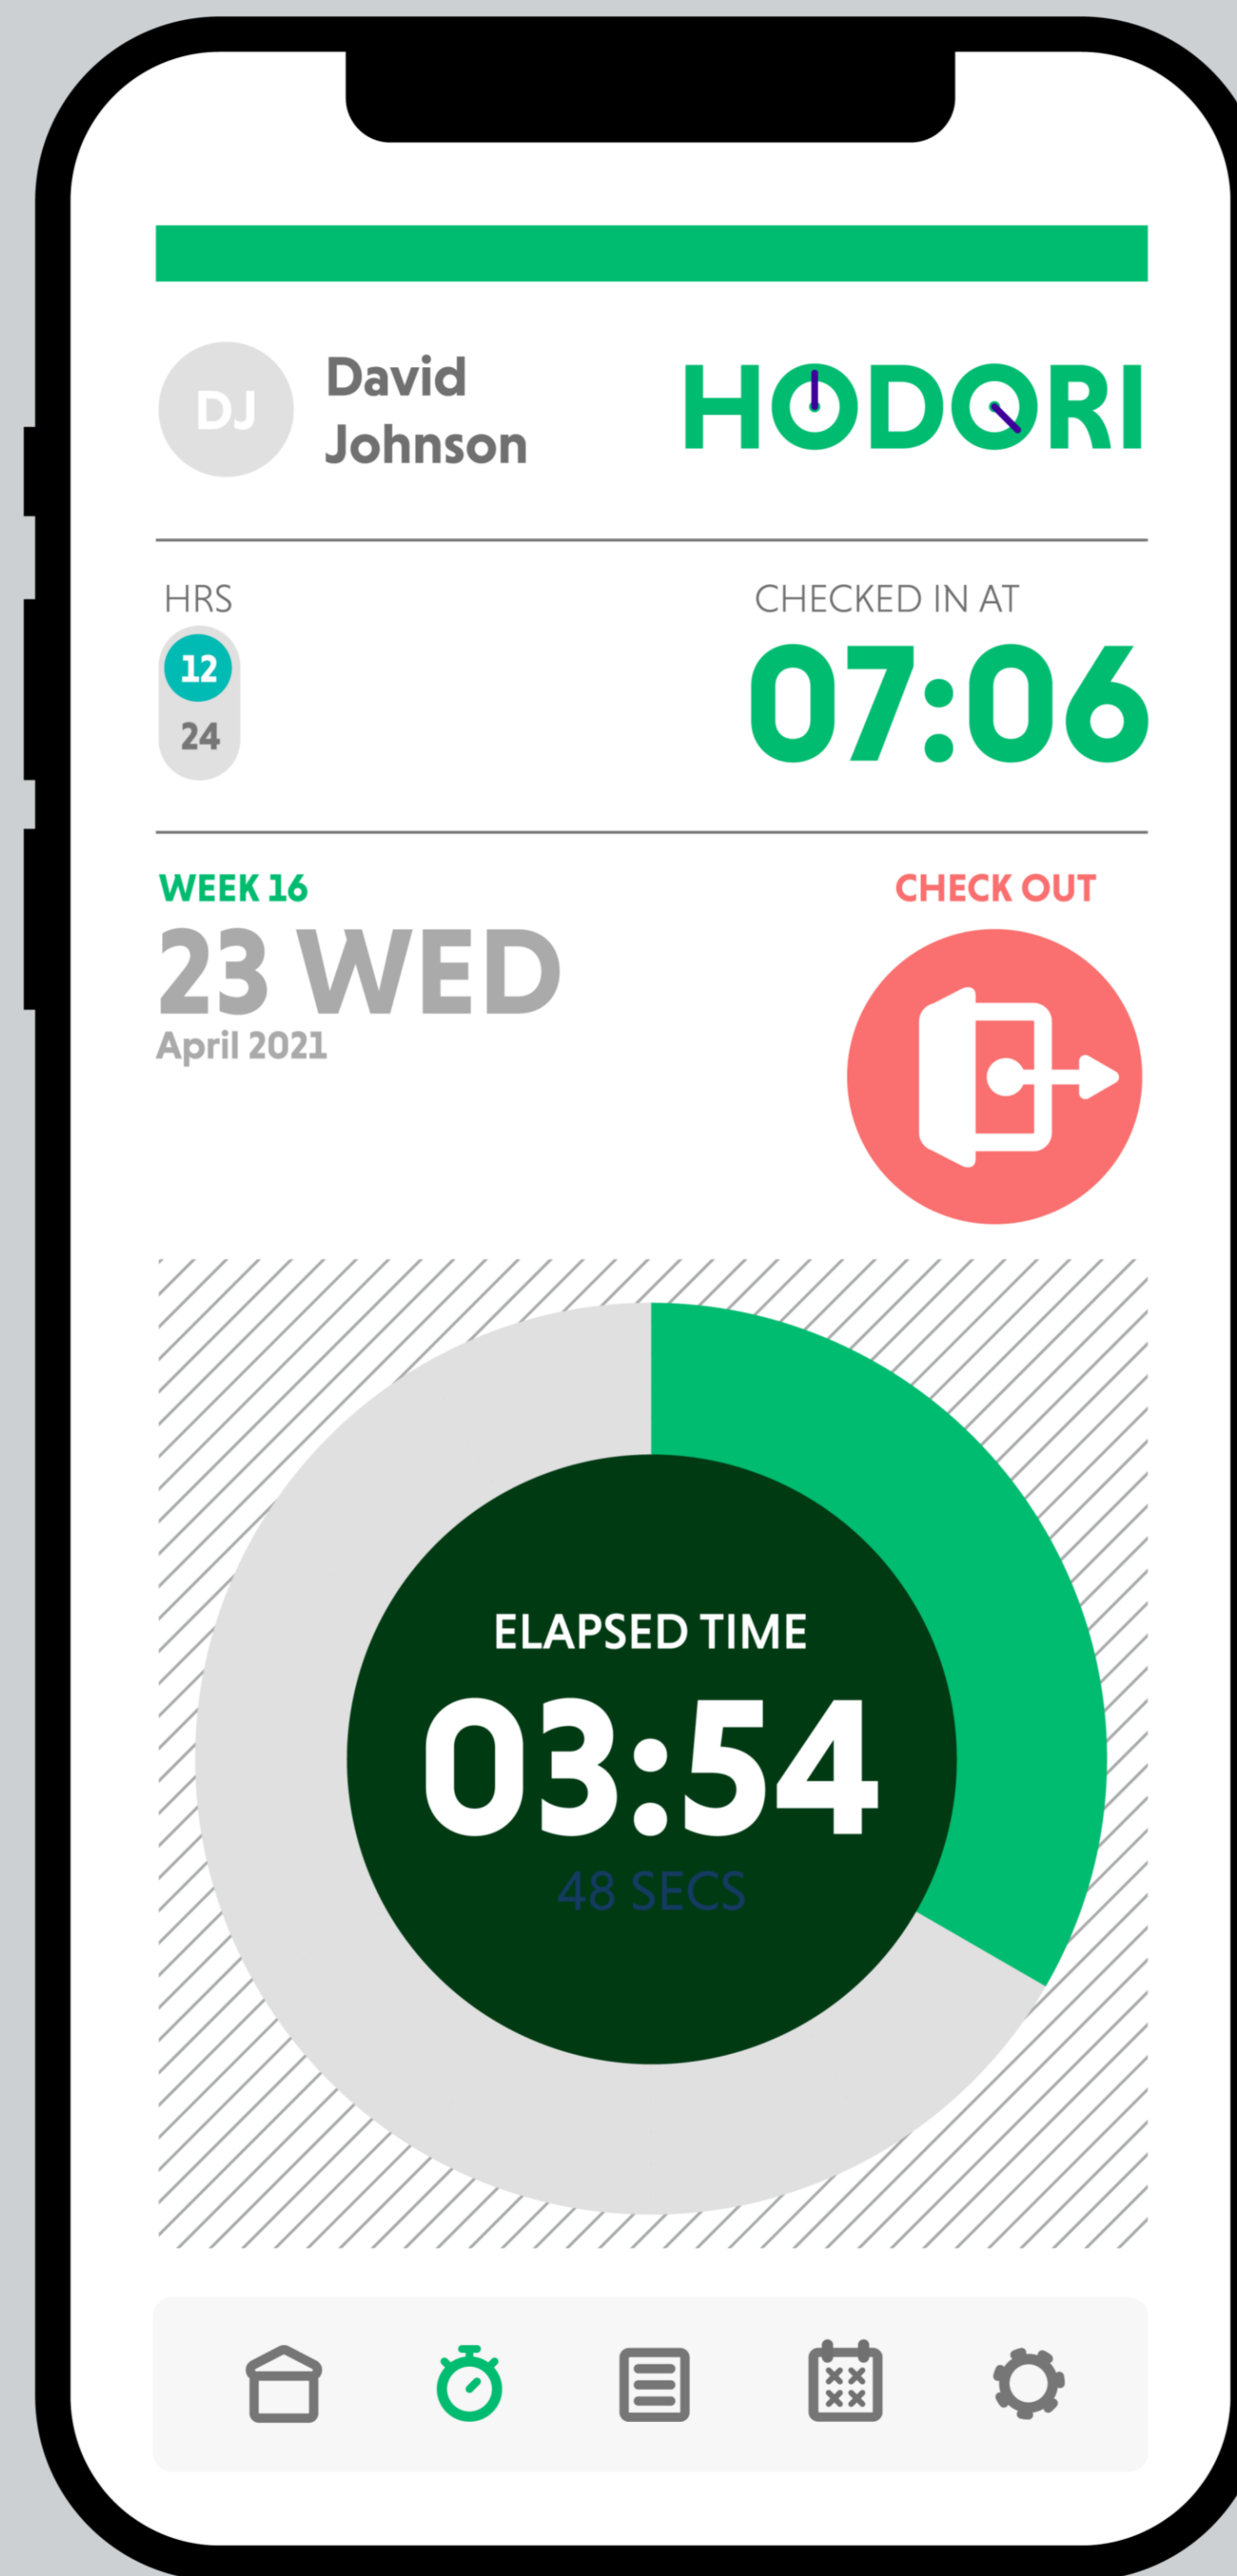 DJ
David
Johnson
HODORI
HRS
12
24
CHECKED IN AT
07:06
WEEK 16
23 WED
April 2021
CHECK OUT
ELAPSED TIME
03:54
48 SECS